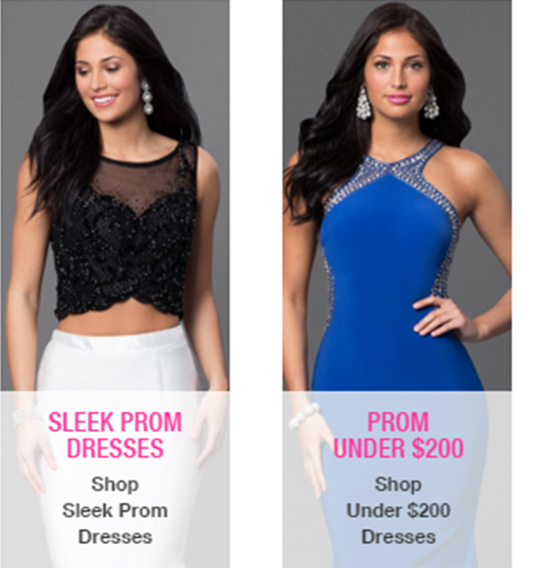 SLEEK PROM
DRESSES
Shop
Sleek Prom
Dresses
PROM
UNDER $200
Shop
Under $200
Dresses